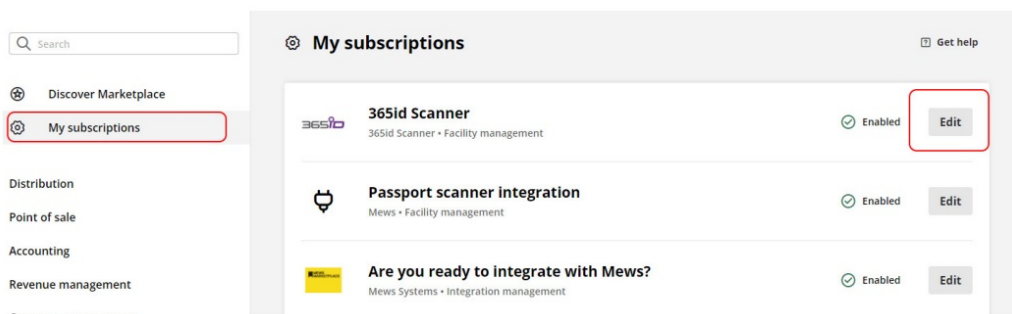 Search
My subscriptions
Get help
Discover Marketplace
My subscriptions
365id
365id Scanner
365id Scanner • Facility management
Enabled
Edit
Distribution
Point of sale
Accounting
Revenue management
Passport scanner integration
Mews • Facility management
Enabled
Edit
Are you ready to integrate with Mews?
Mews Systems • Integration management
Enabled
Edit